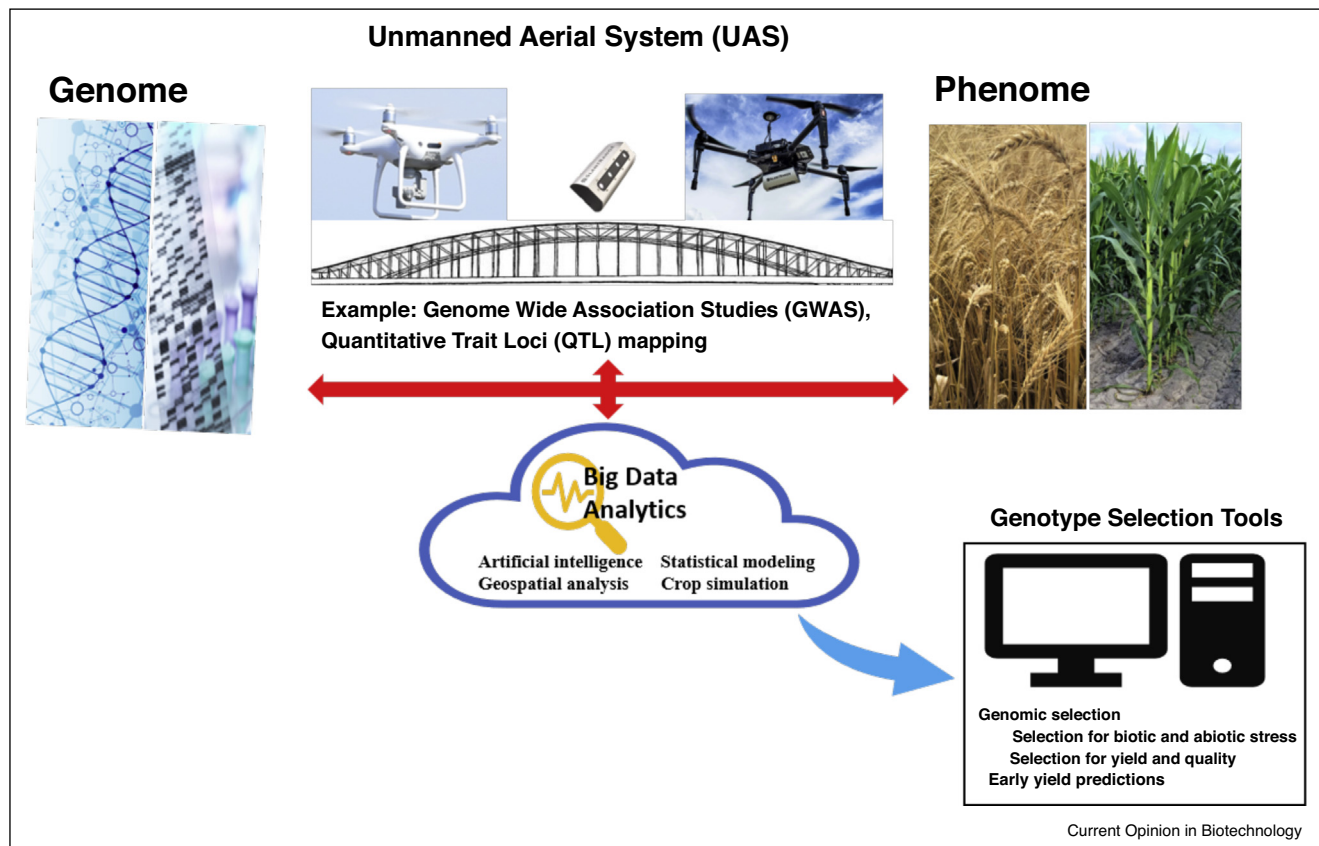 Unmanned Aerial System (UAS)
Genome
Phenome
Example: Genome Wide Association Studies (GWAS),
Quantitative Trait Loci (QTL) mapping
Big Data
Analytics
Artificial intelligence Statistical modeling
Geospatial analysis Crop simulation
Genotype Selection Tools
Genomic selection
Selection for biotic and abiotic stress
Selection for yield and quality
Early yield predictions
Current Opinion in Biotechnology